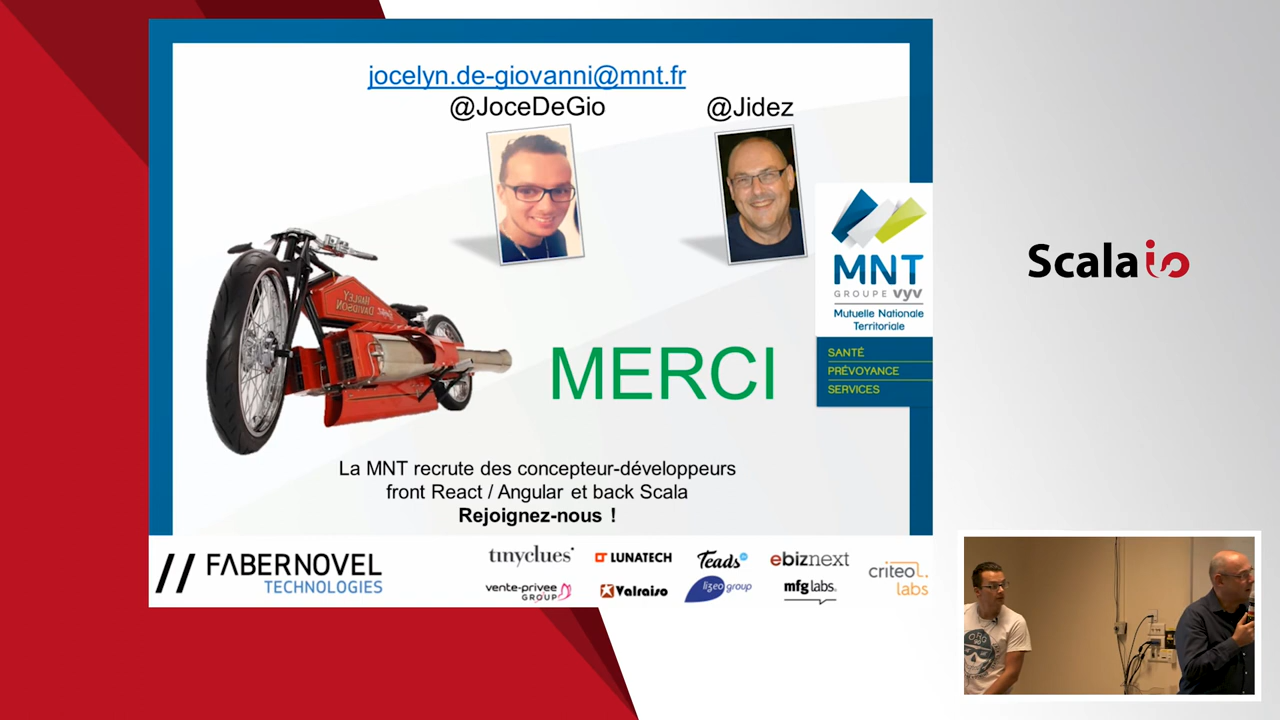 jocelyn.de-giovanni@mnt.fr
@JoceDeGio
@Jidez
HARLEY
DAVIDSON
MNT
GROUPE vyv
Mutuelle Nationale
Territoriale
SANTÉ
PRÉVOYANCE
SERVICES
MERCI
La MNT recrute des concepteur-développeurs
front React / Angular et back Scala
Rejoignez-nous !
// FABERNOVEL
TECHNOLOGIES
tinyclues
LUNATECH
Teads
ebiznext
vente-privee
GROUP
Valraiso
lizeo group
mfg labs.
criteo
labs
Scala io